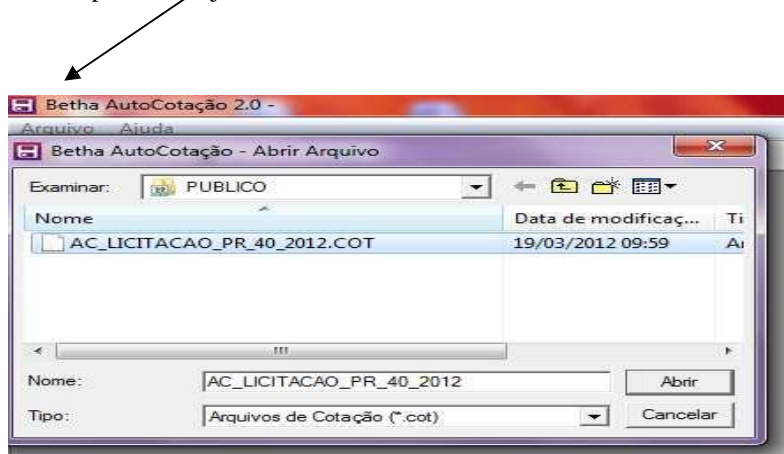 Betha AutoCotação 2.0 -
Arquivo Ajuda
Betha AutoCotação - Abrir Arquivo
Examinar: PUBLICO
Nome Data de modificaç... Ti
AC_LICITACAO_PR_40_2012.COT 19/03/2012 09:59
Nome: AC_LICITACAO_PR_40_2012 Abrir
Tipo: Arquivos de Cotação (*.cot) Cancelar